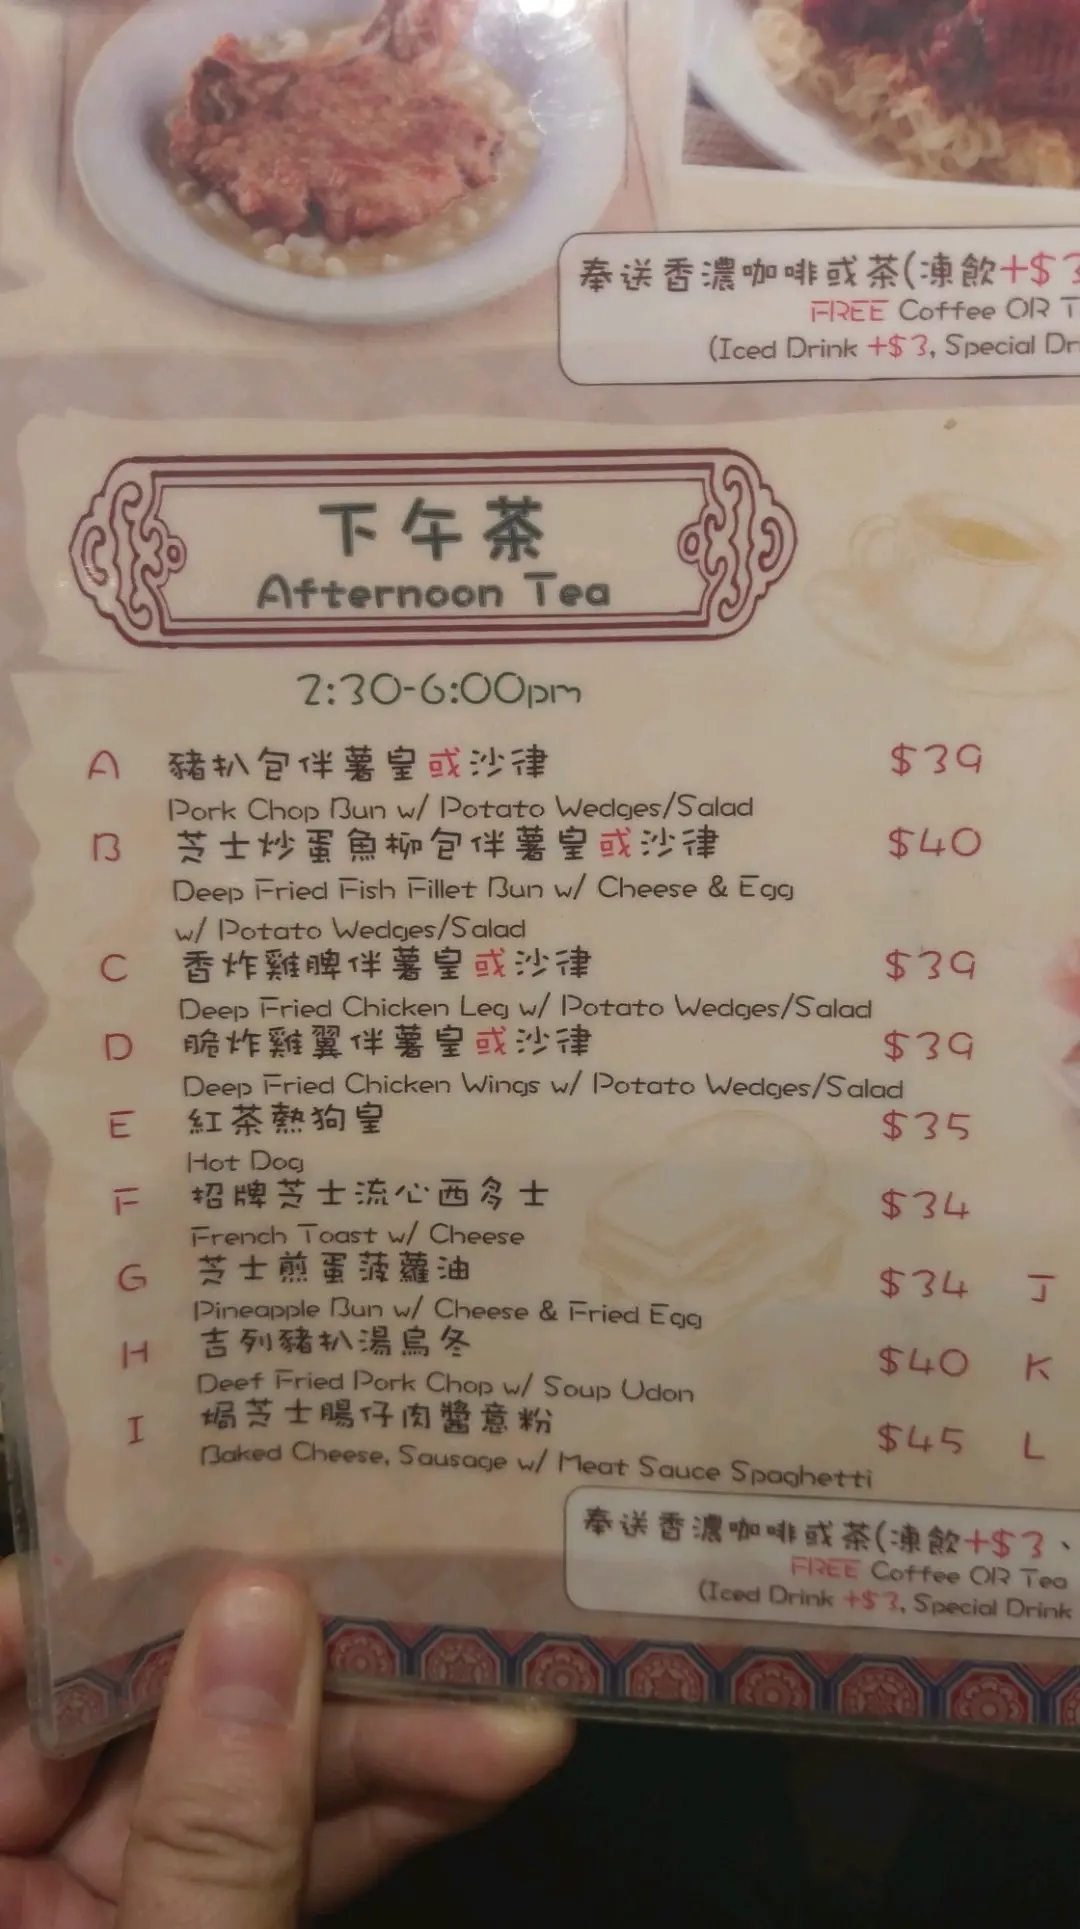 奉送香濃咖啡或茶(凍飲+$3
FREE Coffee OR T
(Iced Drink +$3, Special Dr
下午茶
Afternoon Tea
2:30-6:00pm
A 豬扒包伴薯皇或沙律 $39
Pork Chop Bun w/ Potato Wedges/Salad
B 芝士炒蛋魚柳包伴薯皇或沙律 $40
Deep Fried Fish Fillet Bun w/ Cheese & Egg
w/ Potato Wedges/Salad
C 香炸雞髀伴薯皇或沙律 $39
Deep Fried Chicken Leg w/ Potato Wedges/Salad
D 脆炸雞翼伴薯皇或沙律 $39
Deep Fried Chicken Wings w/ Potato Wedges/Salad
E 紅茶熱狗皇 $35
Hot Dog
F 招牌芝士流心西多士 $34
French Toast w/ Cheese
G 芝士煎蛋菠蘿油 $34 J
Pineapple Bun w/ Cheese & Fried Egg
H 吉列豬扒湯烏冬 $40 K
Deef Fried Pork Chop w/ Soup Udon
I 焗芝士腸仔肉醬意粉 $45 L
Baked Cheese, Sausage w/ Meat Sauce Spaghetti
奉送香濃咖啡或茶(凍飲+$3、
FREE Coffee OR Tea
(Iced Drink +$3, Special Drink